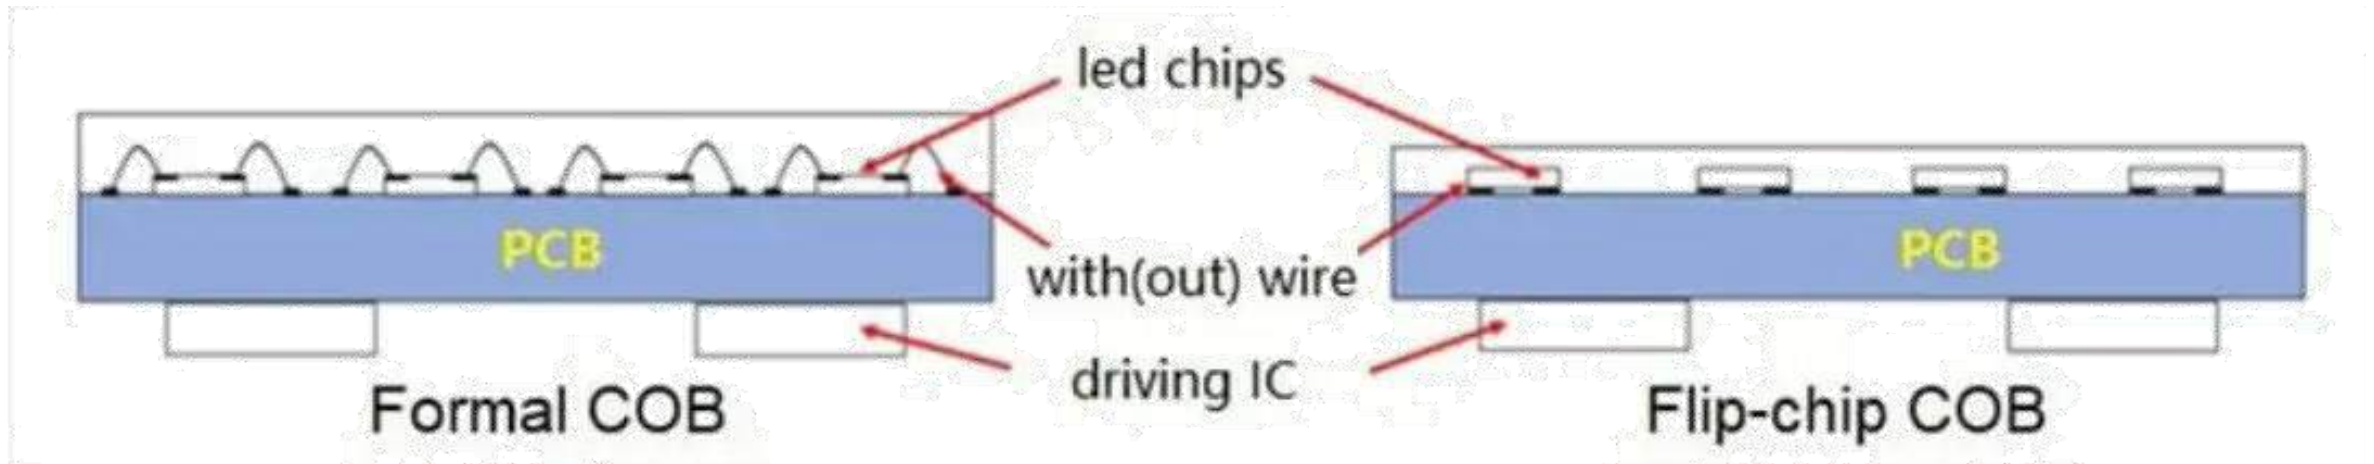 led chips
PCB
PCB
with(out) wire
driving IC
Formal COB
Flip-chip COB